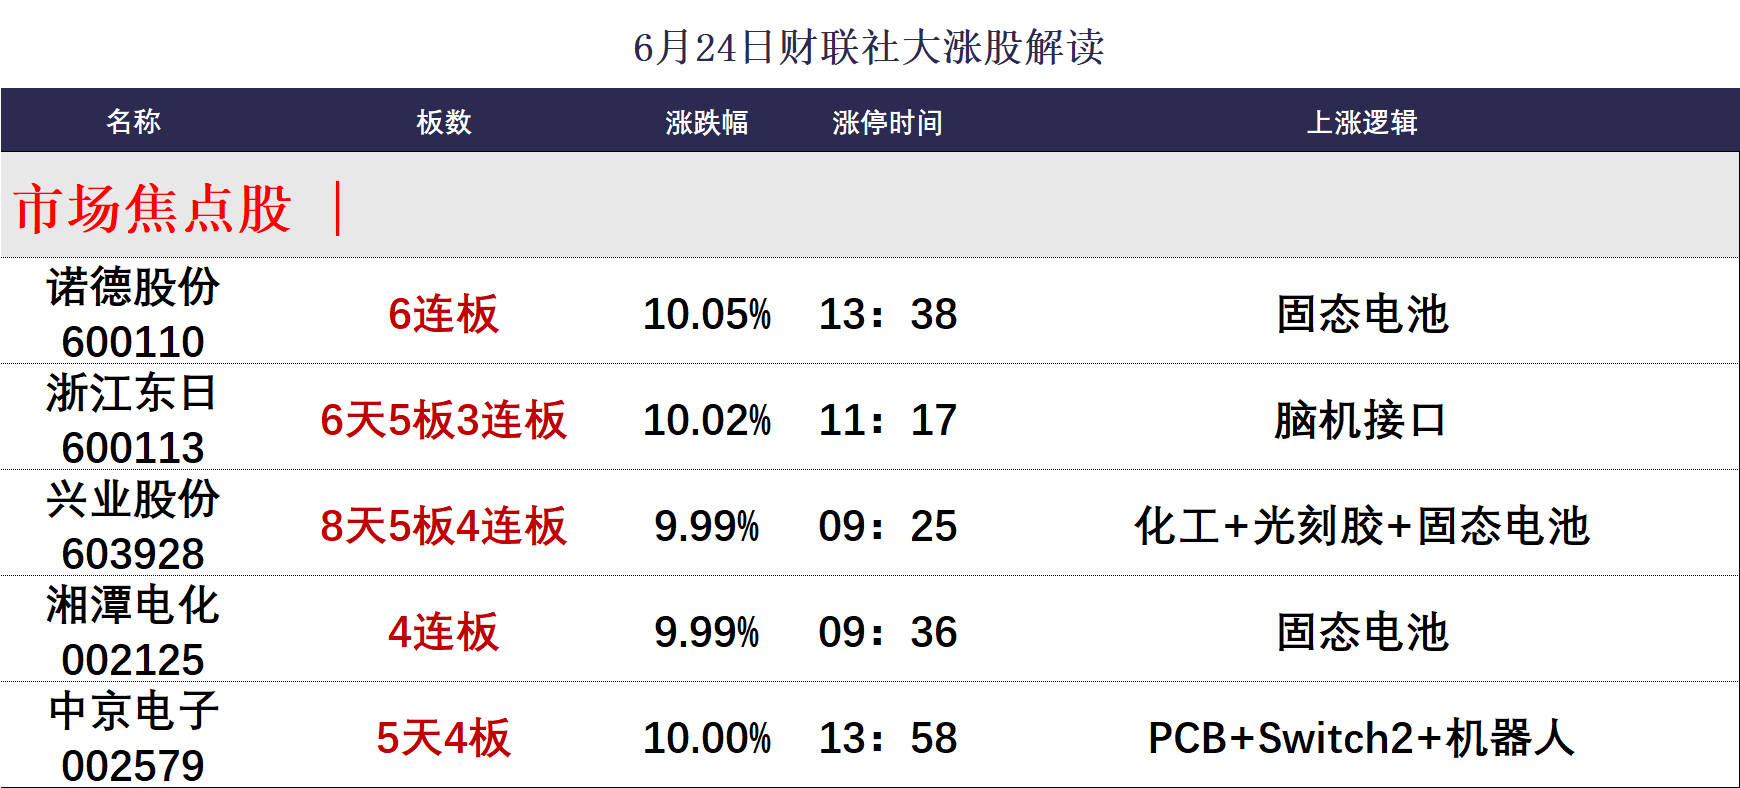 6月24日财联社大涨股解读
名称 板数 涨跌幅 涨停时间 上涨逻辑
市场焦点股 ｜
诺德股份
600110
6连板 10.05% 13：38 固态电池
浙江东日
600113
6天5板3连板 10.02% 11：17 脑机接口
兴业股份
603928
8天5板4连板 9.99% 09：25 化工+光刻胶+固态电池
湘潭电化
002125
4连板 9.99% 09：36 固态电池
中京电子
002579
5天4板 10.00% 13：58 PCB+Switch2+机器人